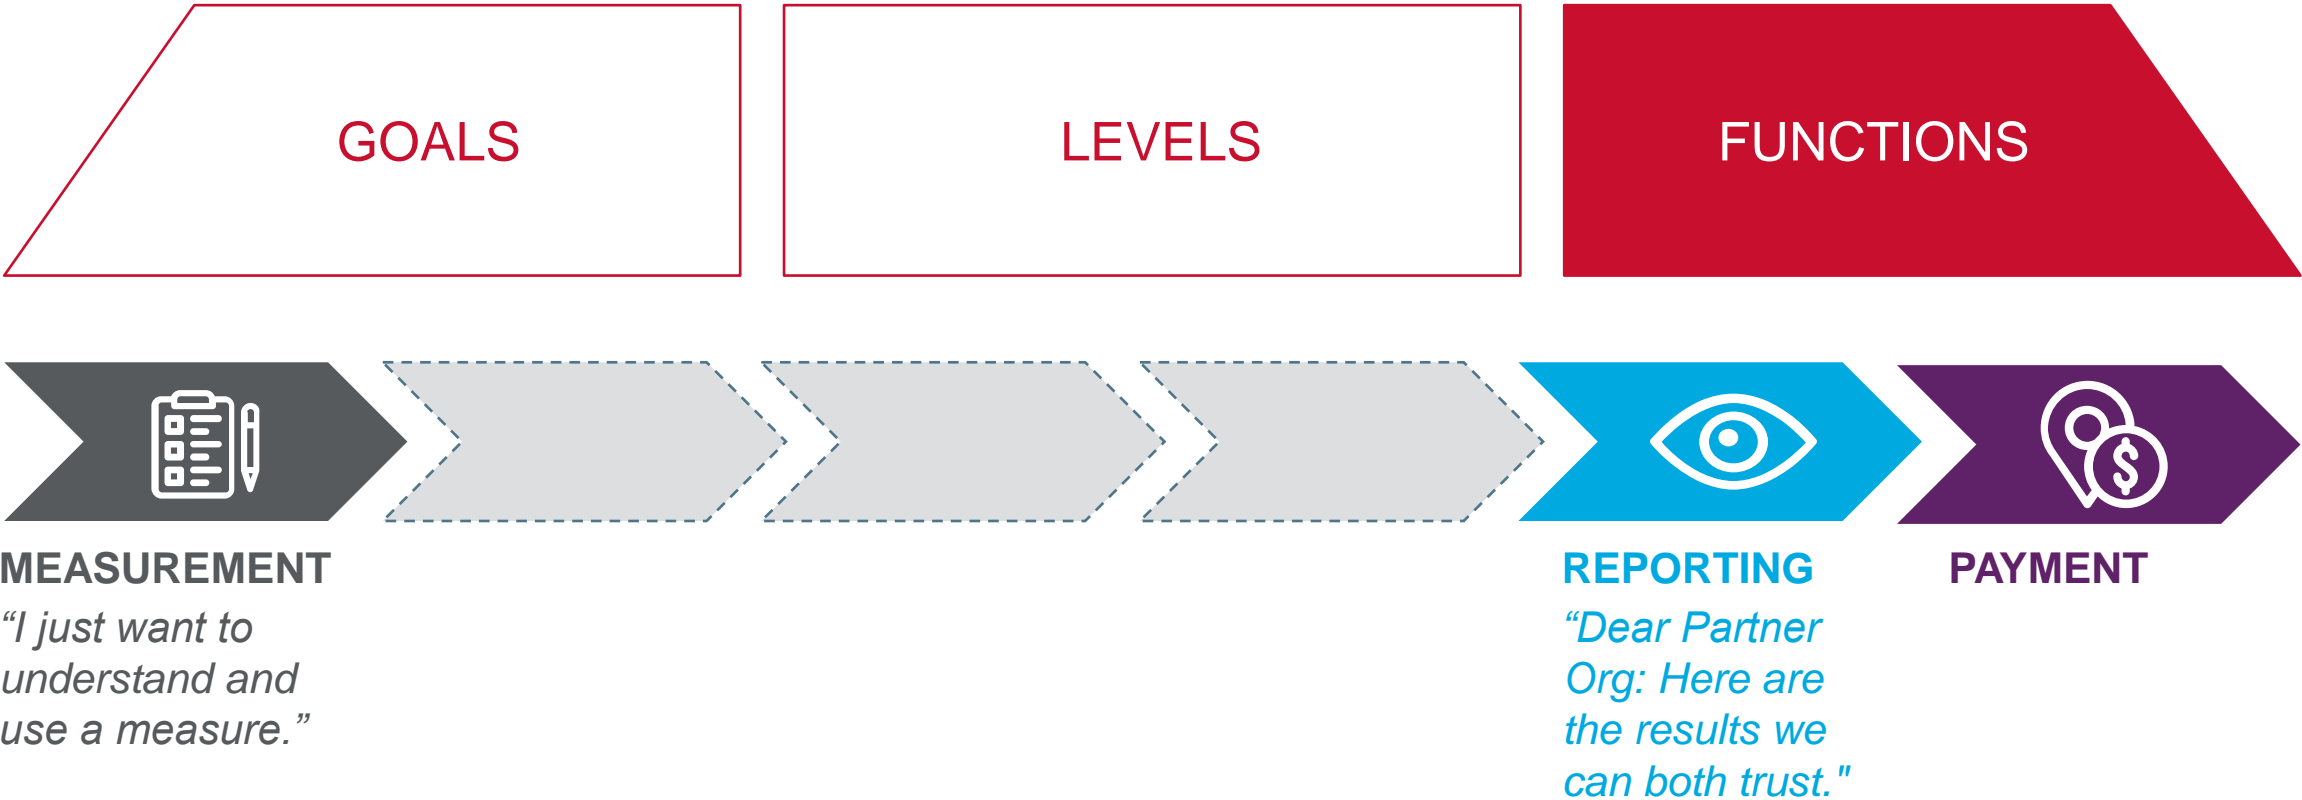 GOALS
LEVELS
FUNCTIONS
$
MEASUREMENT
“I just want to
understand and
use a measure.”
REPORTING
“Dear Partner
Org: Here are
the results we
can both trust."
PAYMENT